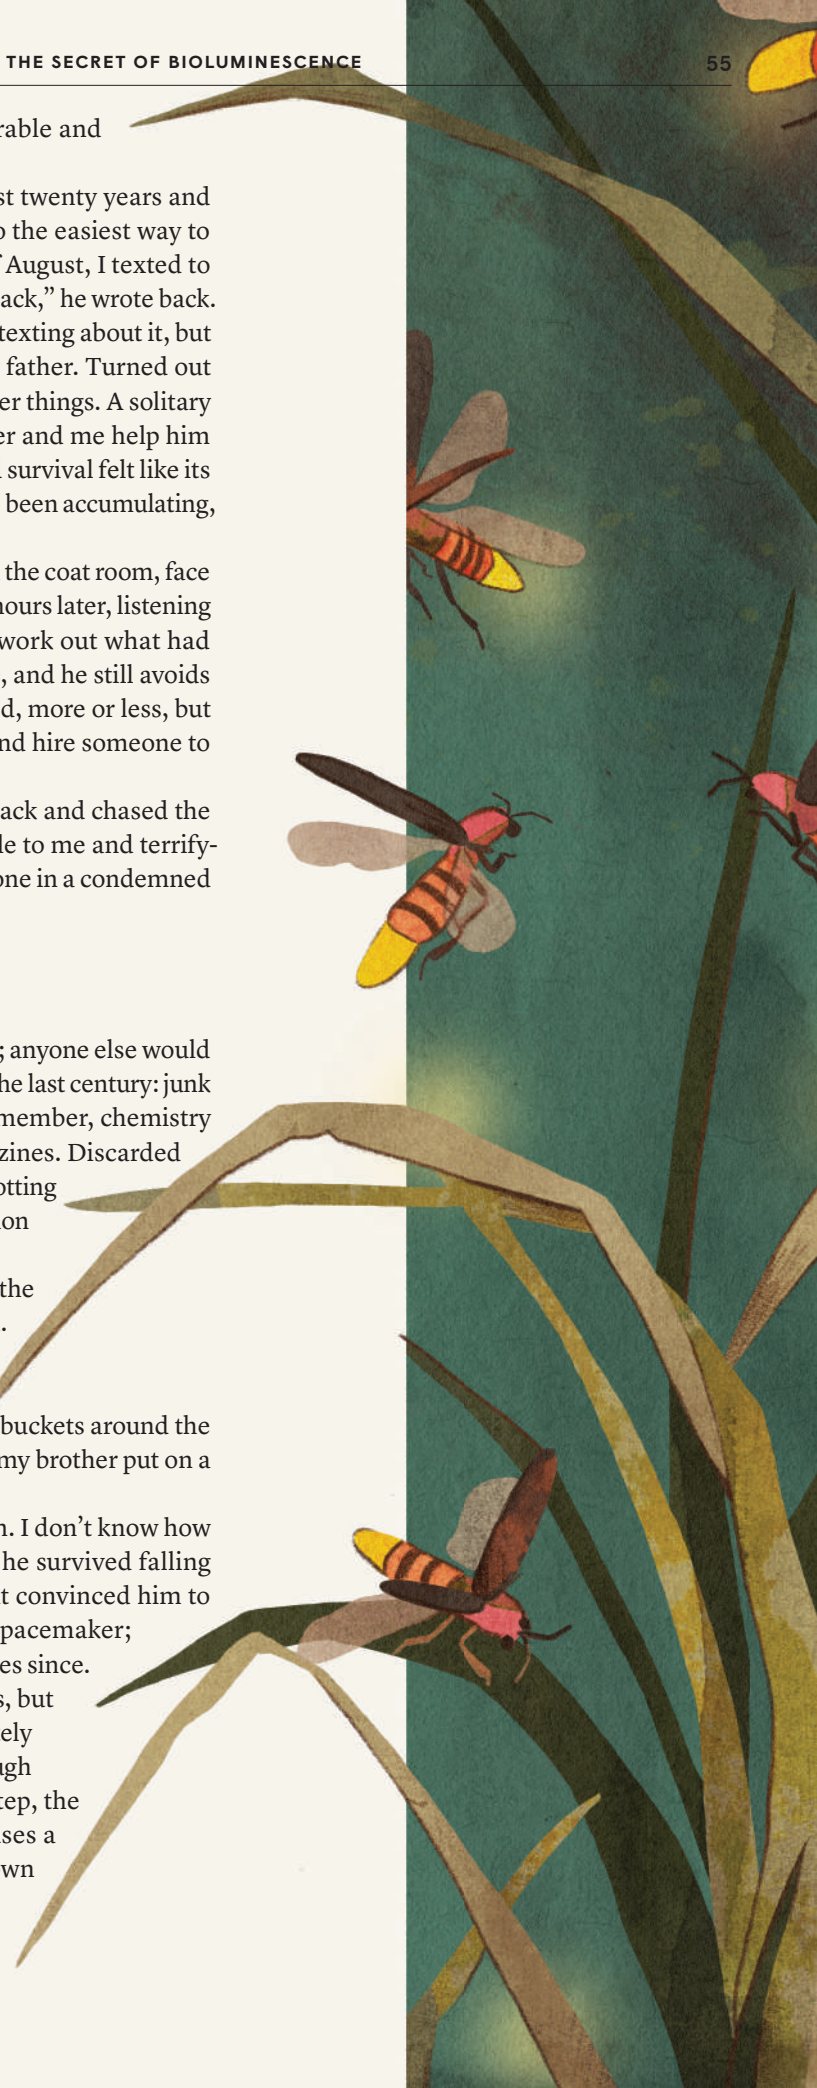 THE SECRET OF BIOLUMINESCENCE 55
rable and
st twenty years and
o the easiest way to
f August, I texted to
ack,” he wrote back.
texting about it, but
father. Turned out
er things. A solitary
er and me help him
l survival felt like its
been accumulating,
the coat room, face
hours later, listening
work out what had
, and he still avoids
d, more or less, but
nd hire someone to
ack and chased the
le to me and terrify-
one in a condemned
; anyone else would
he last century: junk
member, chemistry
zines. Discarded
otting
on
the
.
buckets around the
my brother put on a
n. I don’t know how
he survived falling
t convinced him to
pacemaker;
es since.
s, but
ely
ugh
tep, the
ses a
own